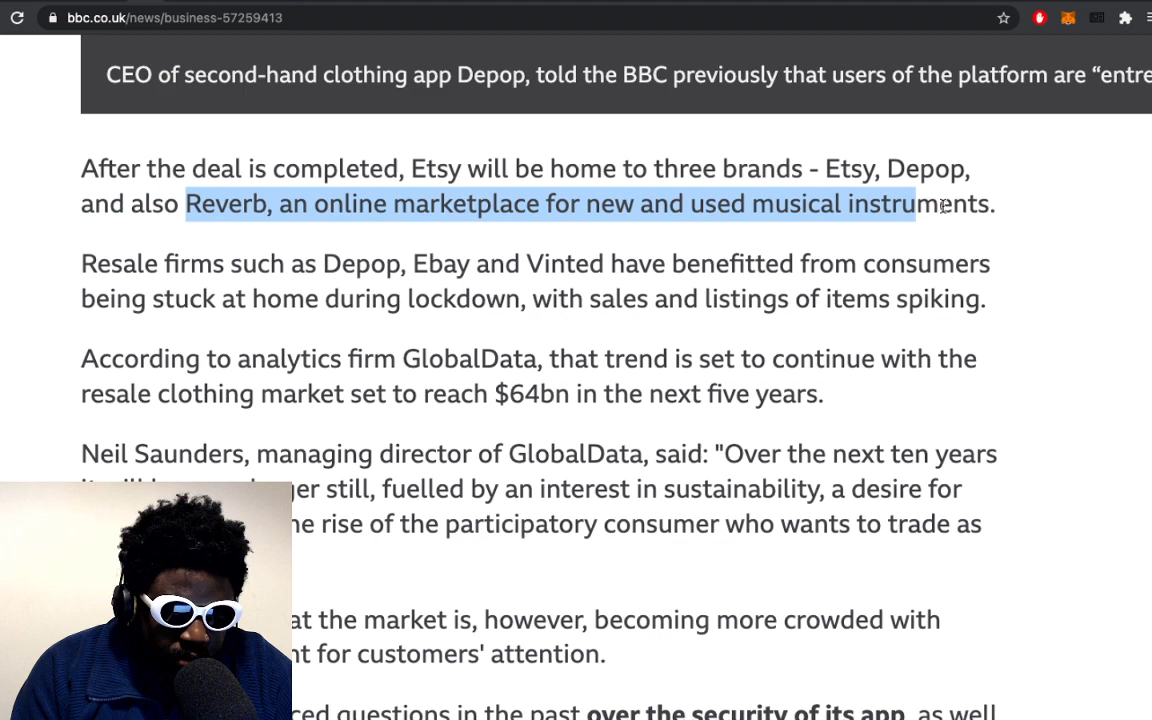 bbc.co.uk/news/business-57259413
CEO of second-hand clothing app Depop, told the BBC previously that users of the platform are “entre
After the deal is completed, Etsy will be home to three brands - Etsy, Depop,
and also Reverb, an online marketplace for new and used musical instruments.
Resale firms such as Depop, Ebay and Vinted have benefitted from consumers
being stuck at home during lockdown, with sales and listings of items spiking.
According to analytics firm GlobalData, that trend is set to continue with the
resale clothing market set to reach $64bn in the next five years.
Neil Saunders, managing director of GlobalData, said: "Over the next ten years
still, fuelled by an interest in sustainability, a desire for
rise of the participatory consumer who wants to trade as
at the market is, however, becoming more crowded with
for customers' attention.
questions in the past over the security of its app, as well